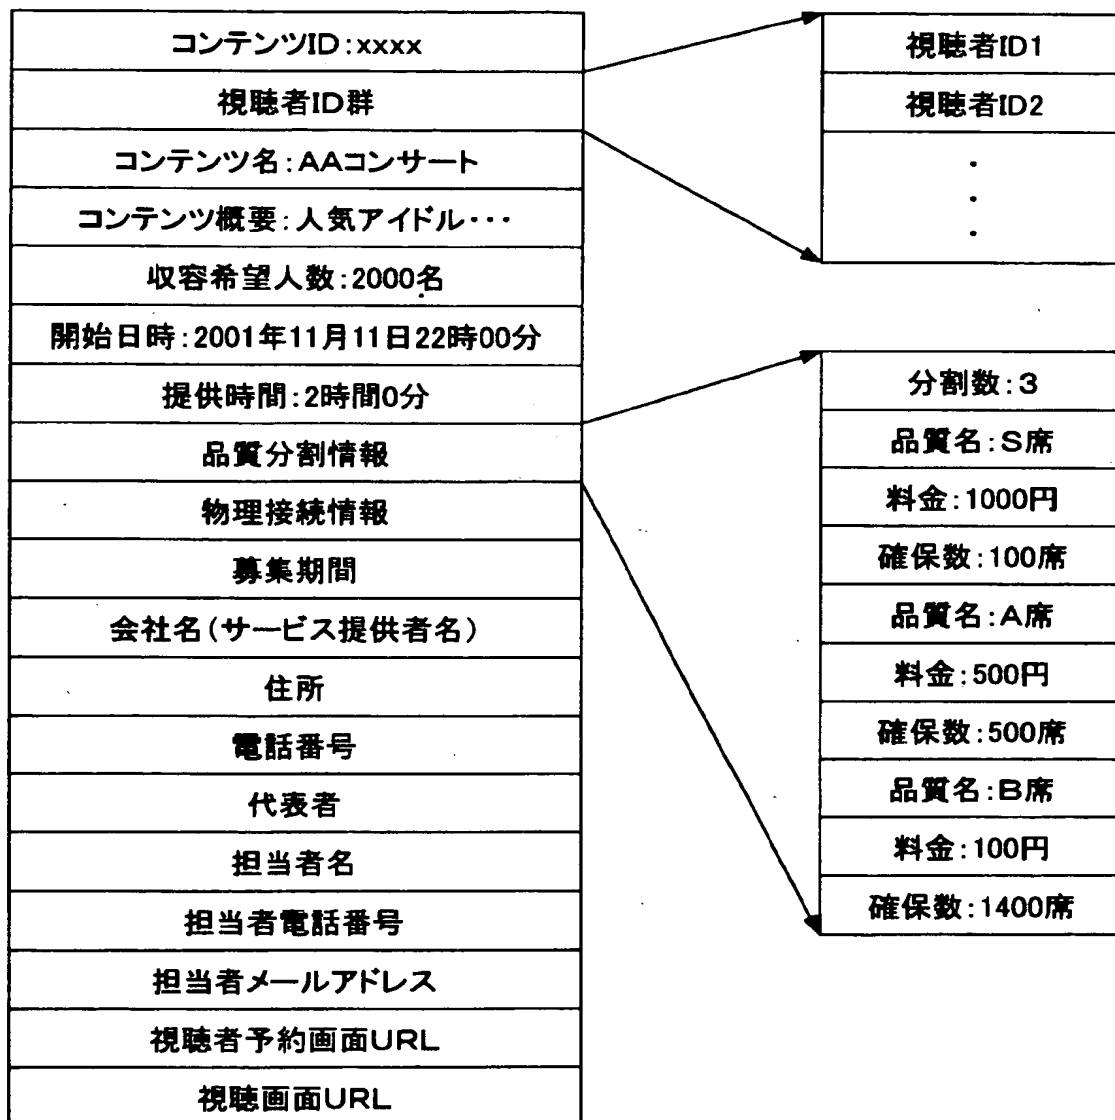 コンテンツID:xxxx
視聴者ID群
コンテンツ名:AAコンサート
コンテンツ概要:人気アイドル・・・
収容希望人数:2000名
開始日時:2001年11月11日22時00分
提供時間:2時間0分
品質分割情報
物理接続情報
募集期間
会社名(サービス提供者名)
住所
電話番号
代表者
担当者名
担当者電話番号
担当者メールアドレス
視聴者予約画面URL
視聴画面URL
視聴者ID1
視聴者ID2
・
・
・
分割数:3
品質名:S席
料金:1000円
確保数:100席
品質名:A席
料金:500円
確保数:500席
品質名:B席
料金:100円
確保数:1400席